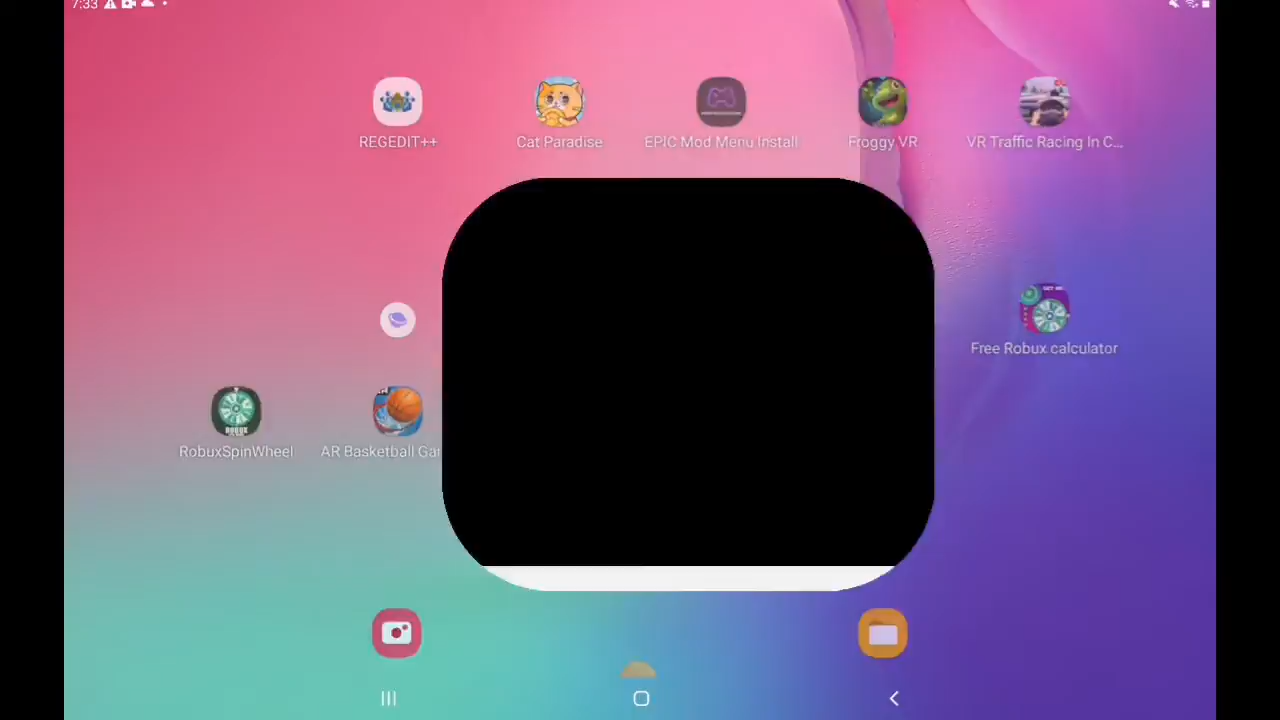 7:33
REGEDIT++
Cat Paradise
EPIC Mod Menu Install
Froggy VR
VR Traffic Racing In C...
Free Robux calculator
RobuxSpinWheel
AR Basketball Ga